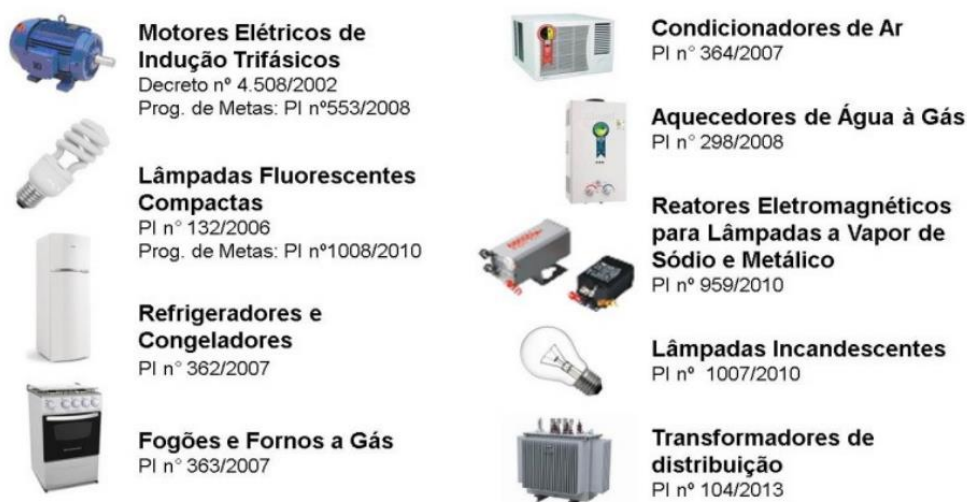 Motores Elétricos de
Indução Trifásicos
Decreto nº 4.508/2002
Prog. de Metas: PI nº553/2008
Lâmpadas Fluorescentes
Compactas
PI n° 132/2006
Prog. de Metas: PI nº1008/2010
Refrigeradores e
Congeladores
PI n° 362/2007
Fogões e Fornos a Gás
PI n° 363/2007
Condicionadores de Ar
PI n° 364/2007
Aquecedores de Água à Gás
PI n° 298/2008
Reatores Eletromagnéticos
para Lâmpadas a Vapor de
Sódio e Metálico
PI nº 959/2010
Lâmpadas Incandescentes
PI nº 1007/2010
Transformadores de
distribuição
PI nº 104/2013